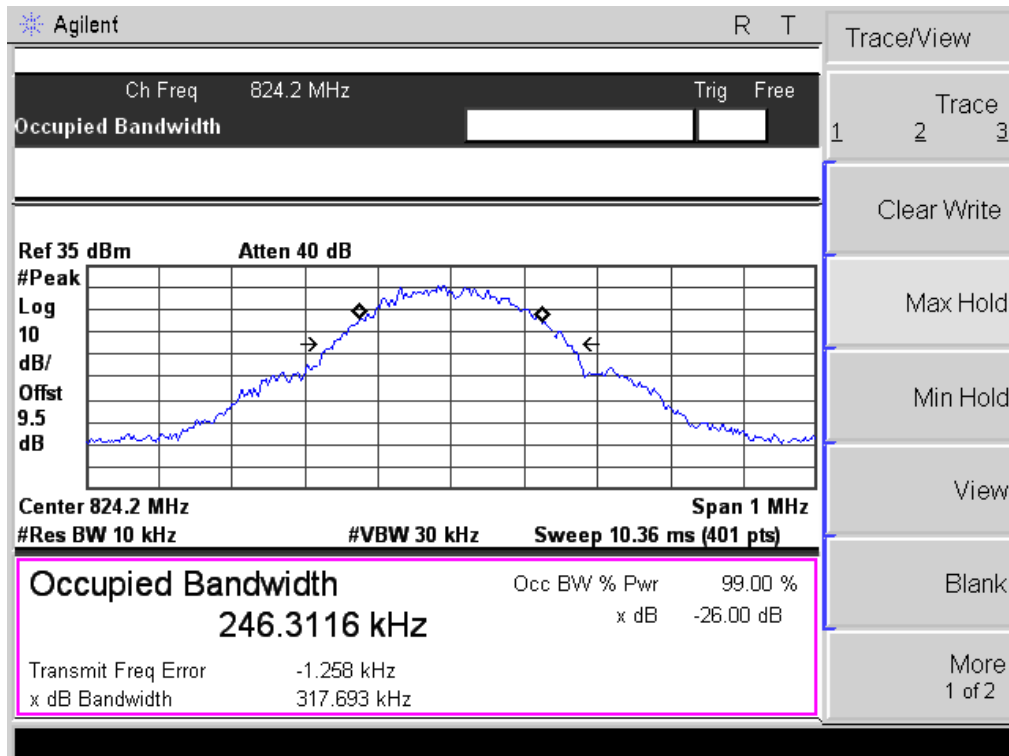 Agilent R T
Ch Freq 824.2 MHz Trig Free
Occupied Bandwidth
Ref 35 dBm Atten 40 dB
#Peak
Log
10
dB/
Offst
9.5
dB
Center 824.2 MHz Span 1 MHz
#Res BW 10 kHz #VBW 30 kHz Sweep 10.36 ms (401 pts)
Occupied Bandwidth
246.3116 kHz
Occ BW % Pwr 99.00 %
x dB -26.00 dB
Transmit Freq Error -1.258 kHz
x dB Bandwidth 317.693 kHz
Trace/View
Trace
1 2 3
Clear Write
Max Hold
Min Hold
View
Blank
More
1 of 2